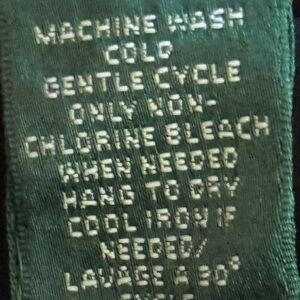 MACHINE WASH
COLD
GENTLE CYCLE
ONLY NON-
CHLORINE BLEACH
WHEN NEEDED
HANG TO DRY
COOL IRON IF
NEEDED/
LAVAGE A 30°